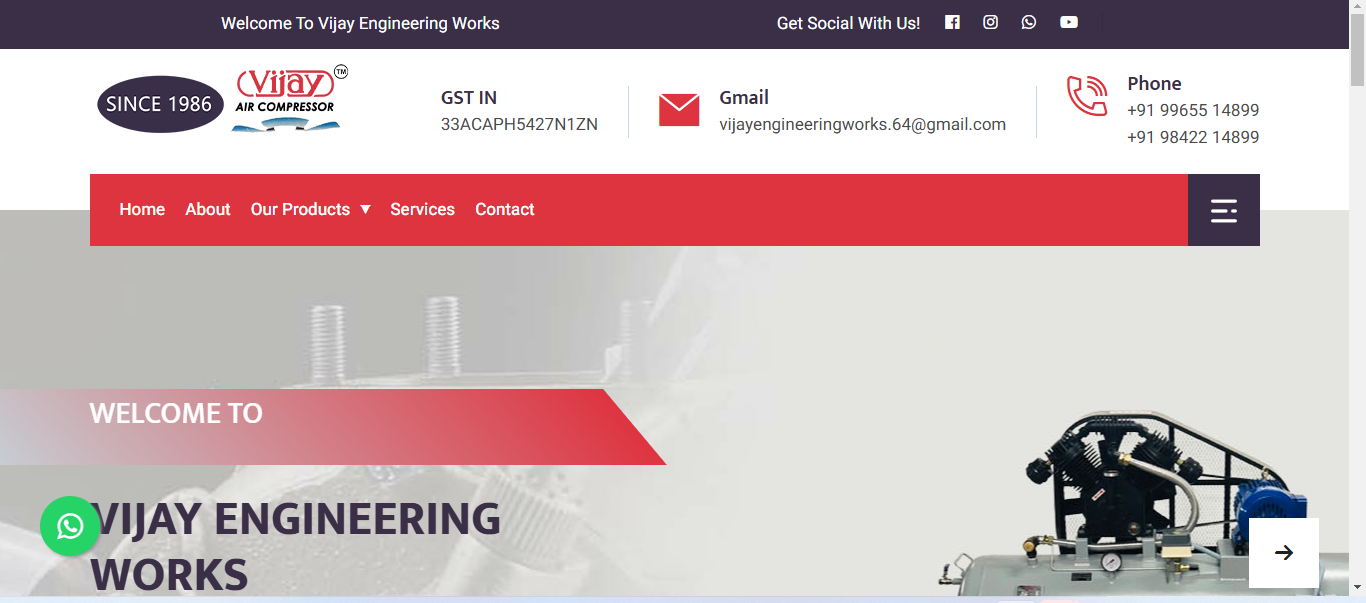 Welcome To Vijay Engineering Works
Get Social With Us!
SINCE 1986
Vijay TM
AIR COMPRESSOR
GST IN
33ACAPH5427N1ZN
Gmail
vijayengineeringworks.64@gmail.com
Phone
+91 99655 14899
+91 98422 14899
Home About Our Products ▼ Services Contact
WELCOME TO
VIJAY ENGINEERING
WORKS